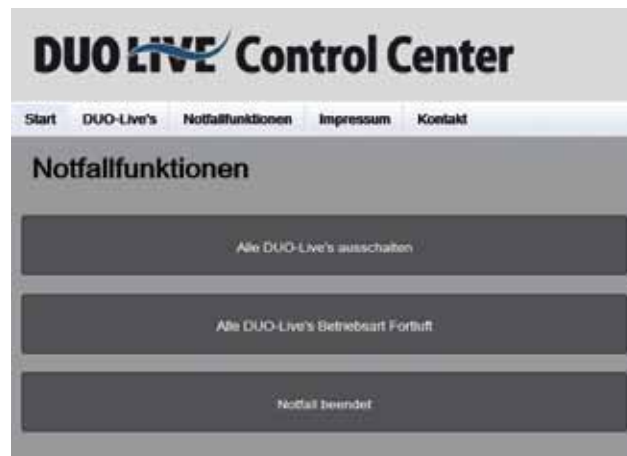 DUO LIVE Control Center
Start DUO-Live's Notfallfunktionen Impressum Kontakt
Notfallfunktionen
Alle DUO-Live's ausschalten
Alle DUO-Live's Betriebsart Fortluft
Notfall beendet